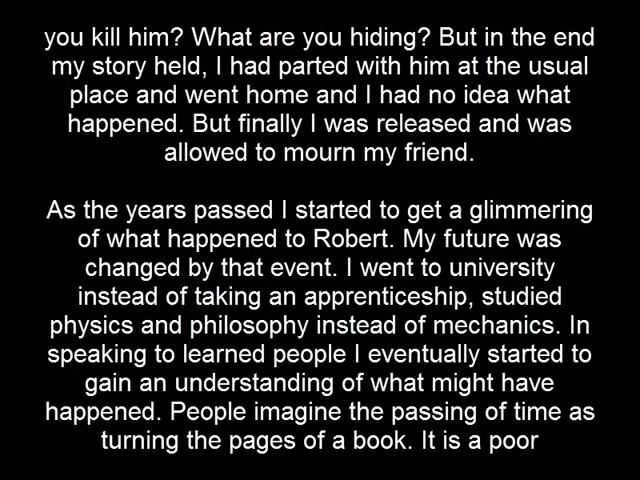 you kill him? What are you hiding? But in the end
my story held, I had parted with him at the usual
place and went home and I had no idea what
happened. But finally I was released and was
allowed to mourn my friend.
As the years passed I started to get a glimmering
of what happened to Robert. My future was
changed by that event. I went to university
instead of taking an apprenticeship, studied
physics and philosophy instead of mechanics. In
speaking to learned people I eventually started to
gain an understanding of what might have
happened. People imagine the passing of time as
turning the pages of a book. It is a poor